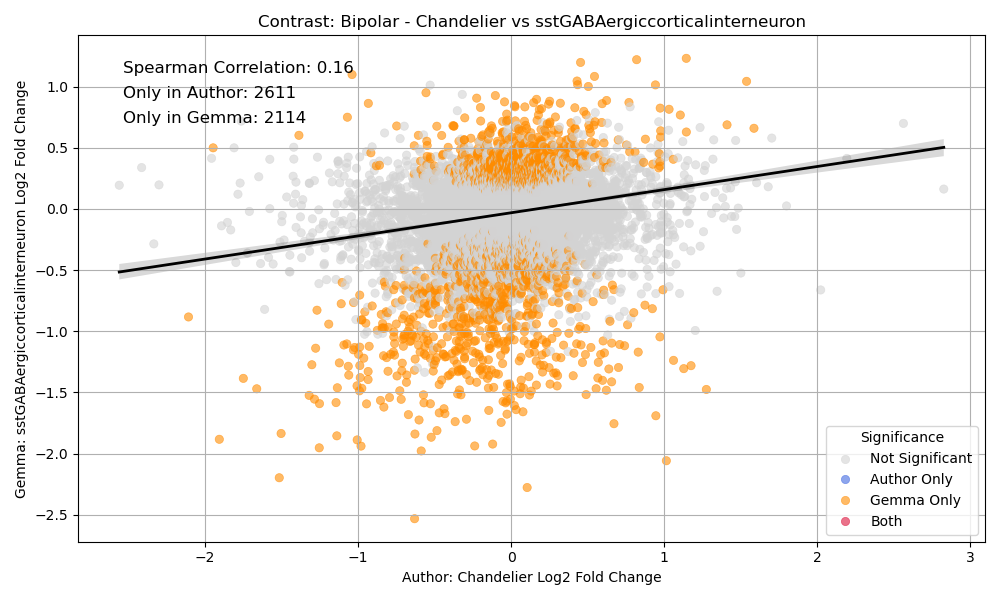 Contrast: Bipolar - Chandelier vs sstGABAergiccorticalinterneuron
Spearman Correlation: 0.16
Only in Author: 2611
Only in Gemma: 2114
Gemma: sstGABAergiccorticalinterneuron Log2 Fold Change
1.0
0.5
0.0
−0.5
−1.0
−1.5
−2.0
−2.5
Significance
Not Significant
Author Only
Gemma Only
Both
−2
−1
0
1
2
3
Author: Chandelier Log2 Fold Change